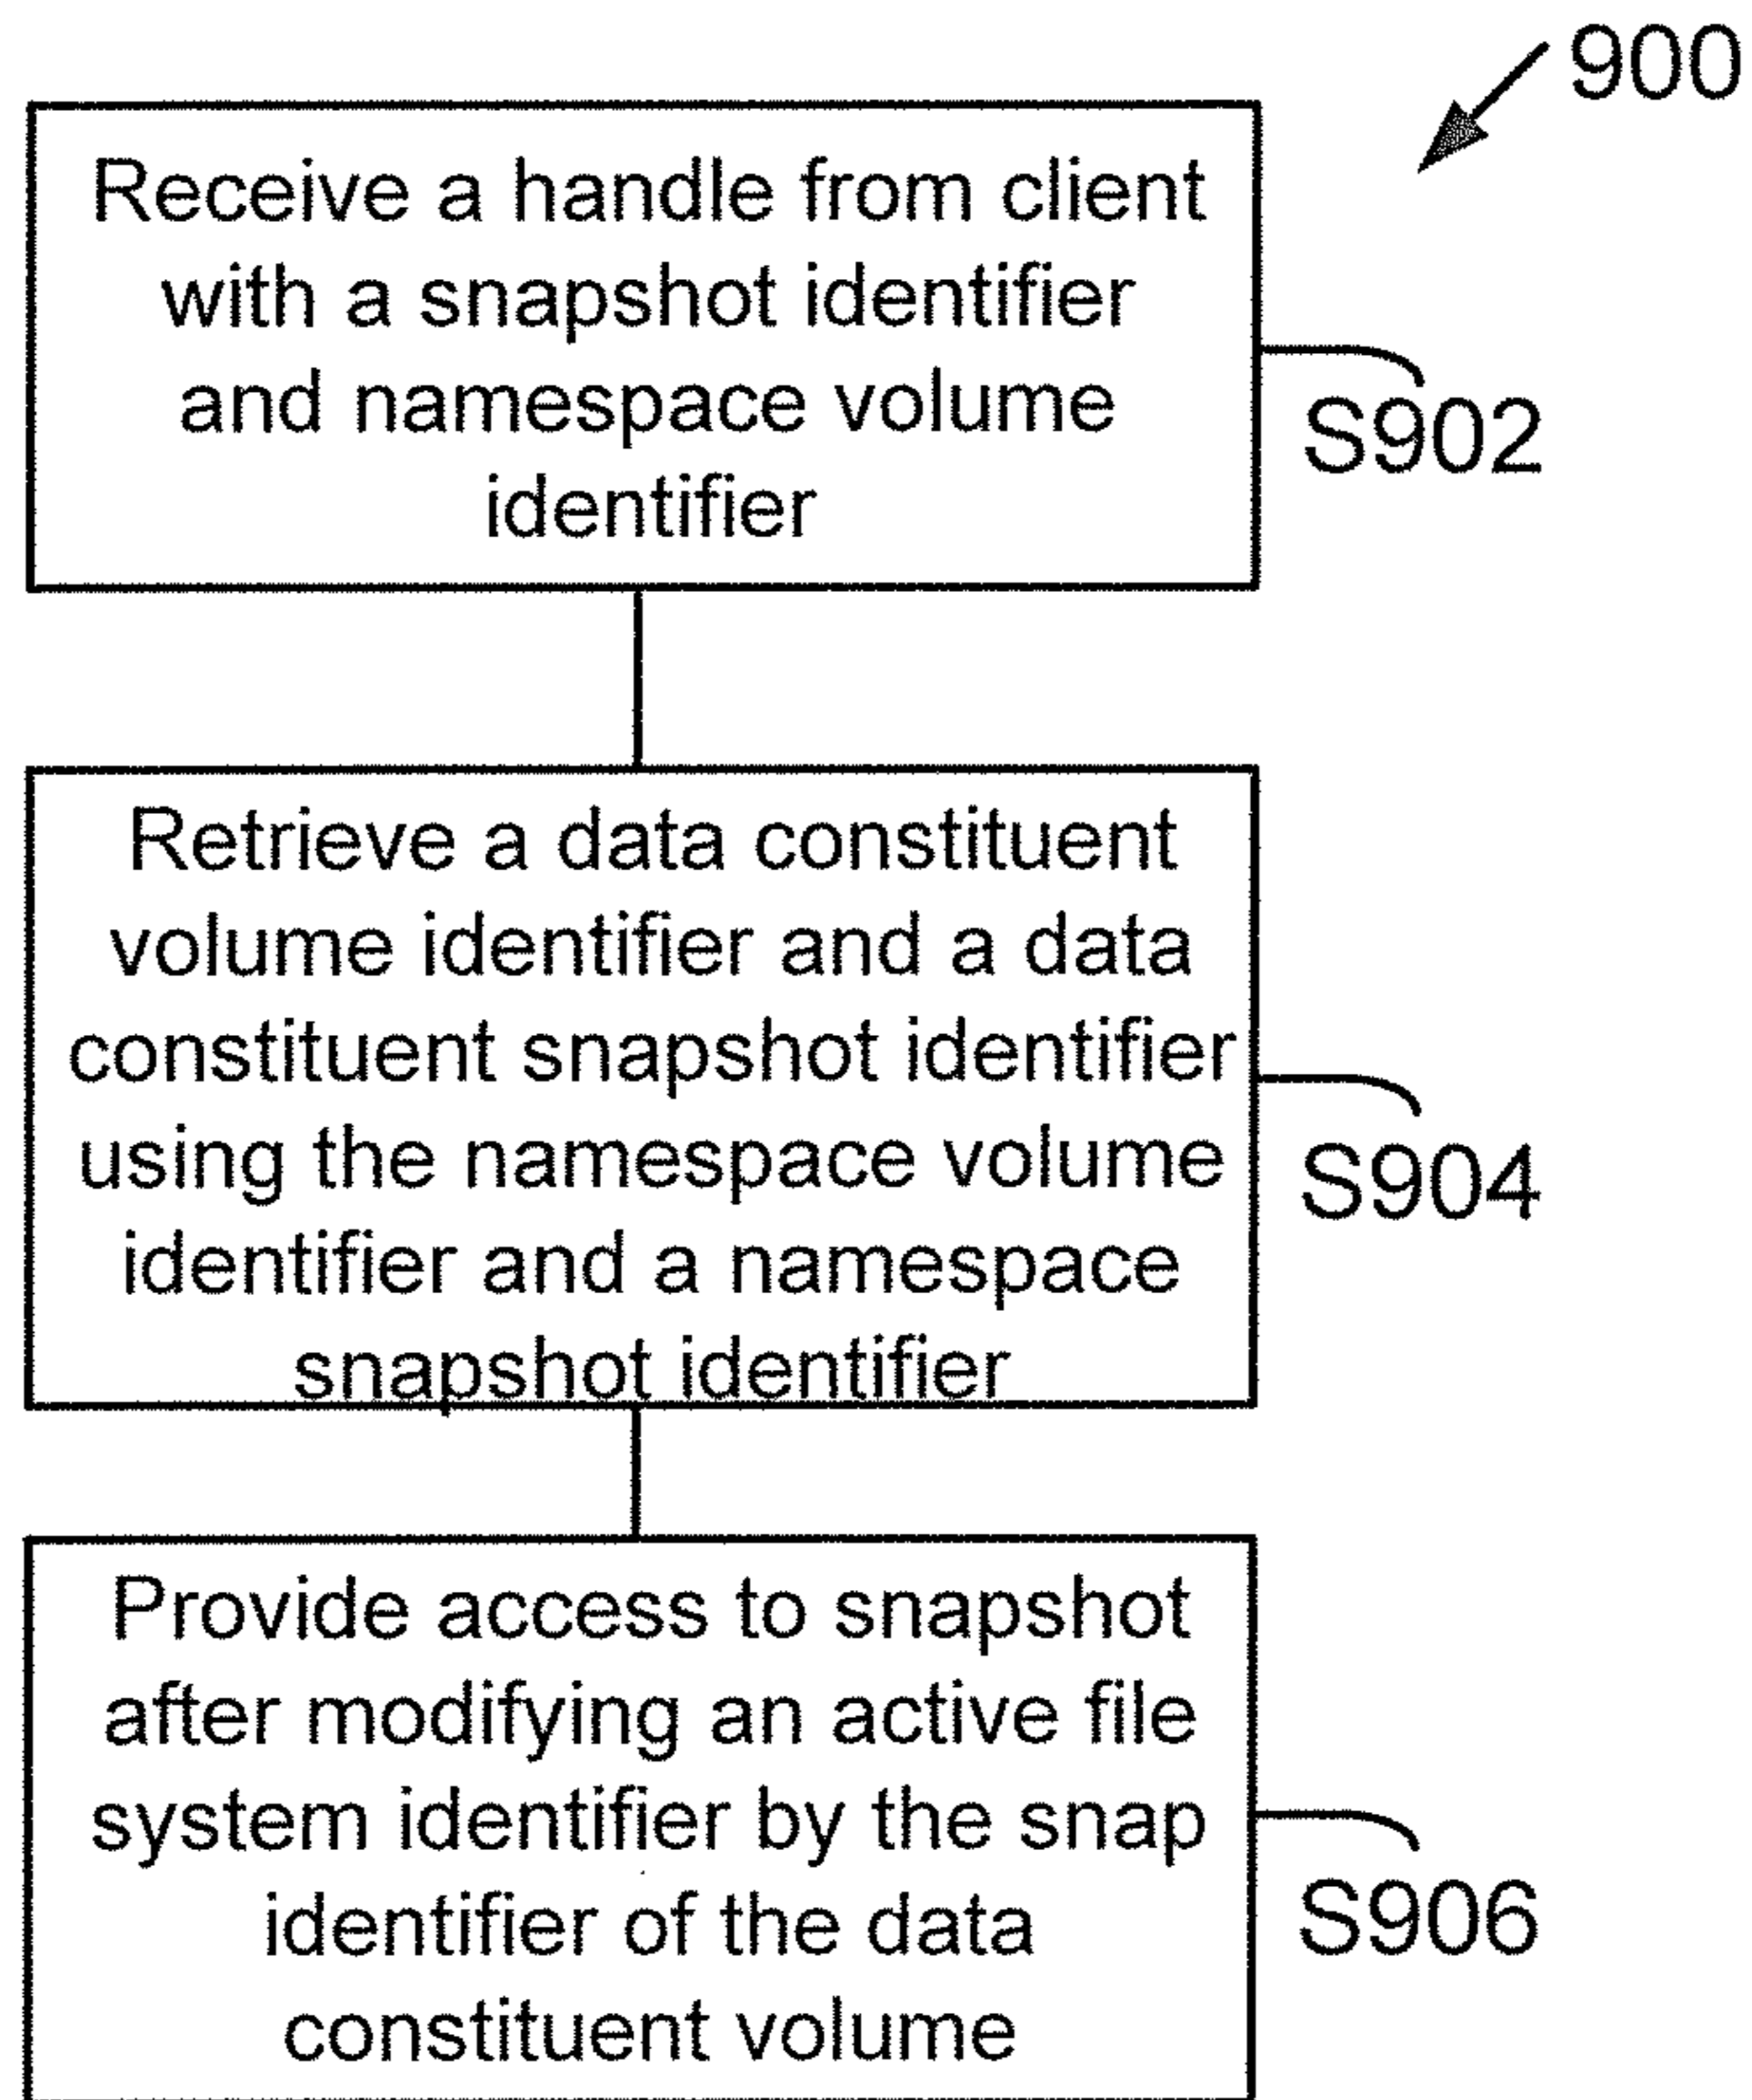 900
Receive a handle from client
with a snapshot identifier
and namespace volume
identifier
S902
Retrieve a data constituent
volume identifier and a data
constituent snapshot identifier
using the namespace volume
identifier and a namespace
snapshot identifier
S904
Provide access to snapshot
after modifying an active file
system identifier by the snap
identifier of the data
constituent volume
S906